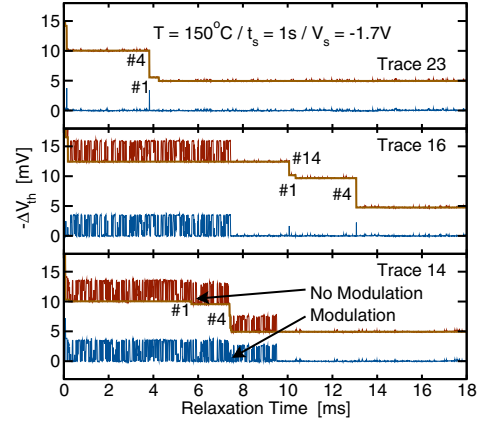 T = 150°C / tₛ = 1s / Vₛ = -1.7V
15
10
#4
Trace 23
5
#1
0
15
Trace 16
#14
10
#1
#4
5
0
-ΔVₜₕ [mV]
15
Trace 14
10
No Modulation
#1
#4
Modulation
5
0
0 2 4 6 8 10 12 14 16 18
Relaxation Time [ms]